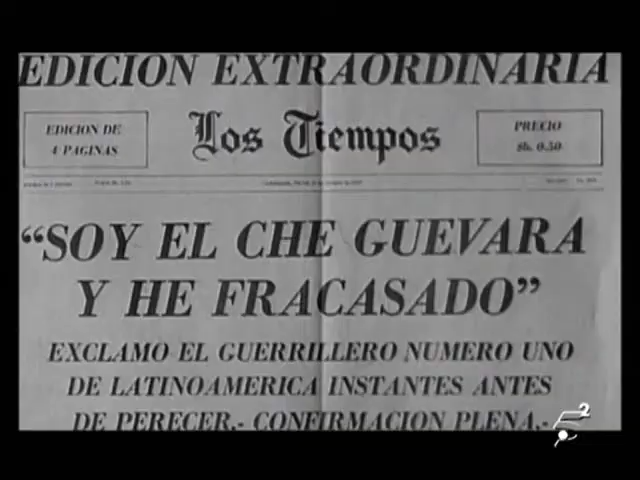 EDICION EXTRAORDINARIA
EDICION DE
4 PAGINAS
Los Tiempos
PRECIO
$b. 0.50
“SOY EL CHE GUEVARA
Y HE FRACASADO”
EXCLAMO EL GUERRILLERO NUMERO UNO
DE LATINOAMERICA INSTANTES ANTES
DE PERECER.- CONFIRMACION PLENA.-
2